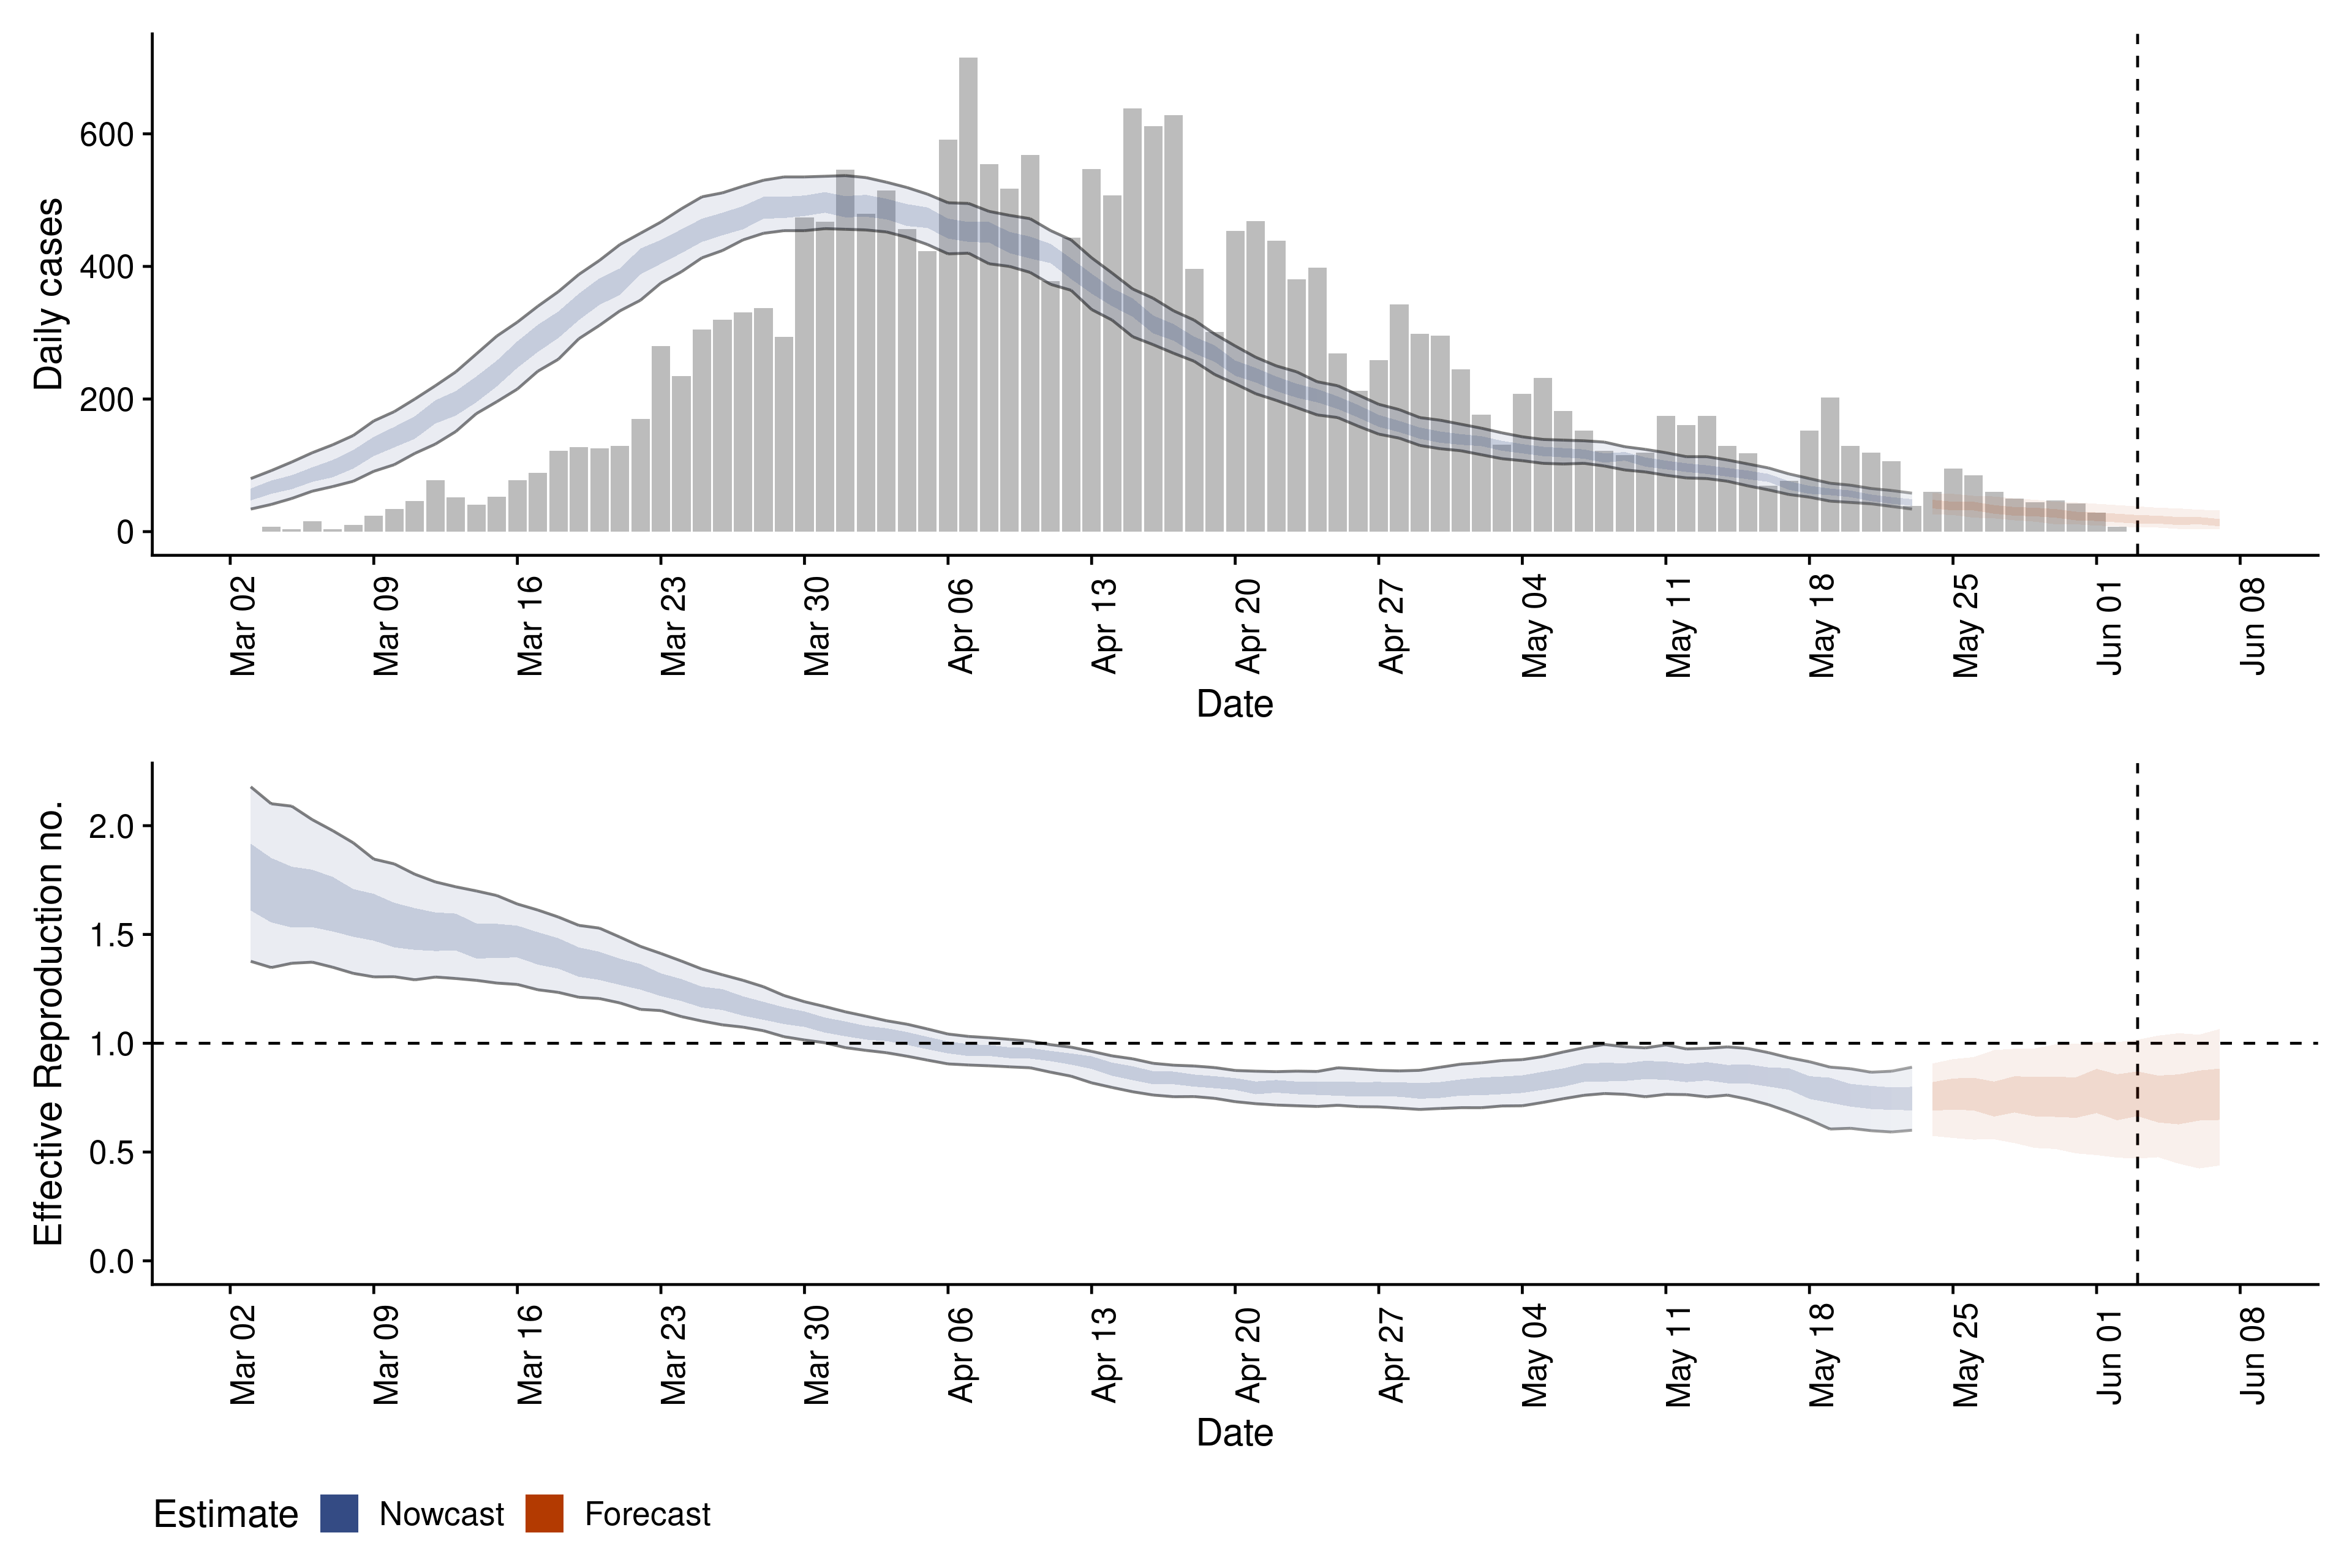 Daily cases
600
400
200
0
Mar 02 Mar 09 Mar 16 Mar 23 Mar 30 Apr 06 Apr 13 Apr 20 Apr 27 May 04 May 11 May 18 May 25 Jun 01 Jun 08
Date
Effective Reproduction no.
2.0
1.5
1.0
0.5
0.0
Mar 02 Mar 09 Mar 16 Mar 23 Mar 30 Apr 06 Apr 13 Apr 20 Apr 27 May 04 May 11 May 18 May 25 Jun 01 Jun 08
Date
Estimate Nowcast Forecast